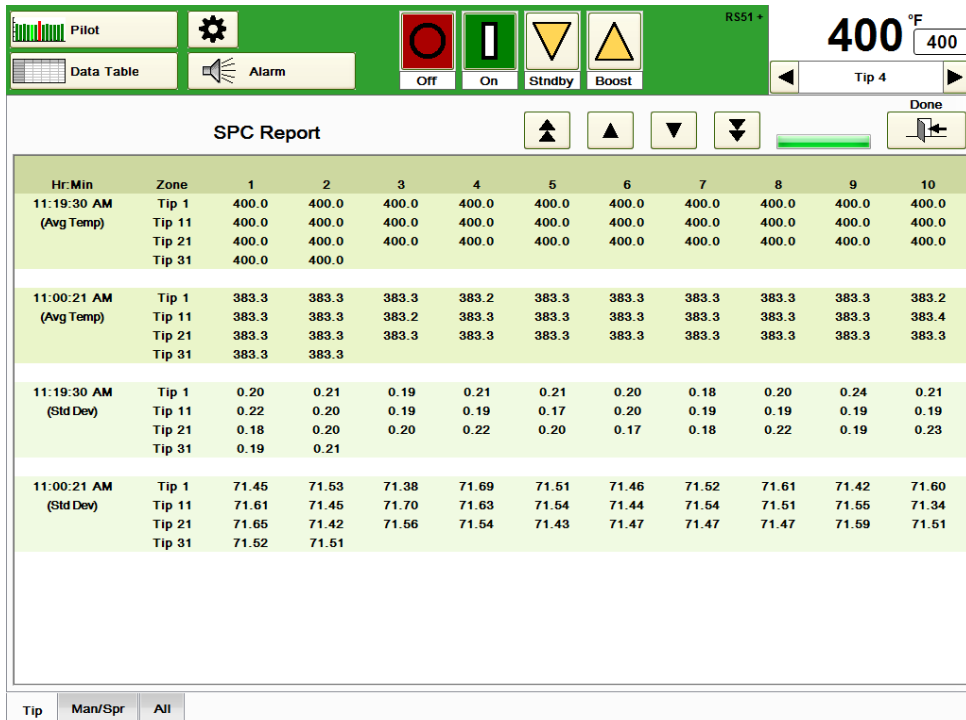 Pilot
RS51 +
400 °F 400
Data Table
Alarm
Off On Stndby Boost
Tip 4
Done
SPC Report
Hr:Min Zone 1 2 3 4 5 6 7 8 9 10
11:19:30 AM Tip 1 400.0 400.0 400.0 400.0 400.0 400.0 400.0 400.0 400.0 400.0
(Avg Temp) Tip 11 400.0 400.0 400.0 400.0 400.0 400.0 400.0 400.0 400.0 400.0
Tip 21 400.0 400.0 400.0 400.0 400.0 400.0 400.0 400.0 400.0 400.0
Tip 31 400.0 400.0
11:00:21 AM Tip 1 383.3 383.3 383.3 383.2 383.3 383.3 383.3 383.3 383.3 383.2
(Avg Temp) Tip 11 383.3 383.3 383.2 383.3 383.3 383.3 383.3 383.3 383.3 383.4
Tip 21 383.3 383.3 383.3 383.3 383.3 383.3 383.3 383.3 383.3 383.3
Tip 31 383.3 383.3
11:19:30 AM Tip 1 0.20 0.21 0.19 0.21 0.21 0.20 0.18 0.20 0.24 0.21
(Std Dev) Tip 11 0.22 0.20 0.19 0.19 0.17 0.20 0.19 0.19 0.19 0.19
Tip 21 0.18 0.20 0.20 0.22 0.20 0.17 0.18 0.22 0.19 0.23
Tip 31 0.19 0.21
11:00:21 AM Tip 1 71.45 71.53 71.38 71.69 71.51 71.46 71.52 71.61 71.42 71.60
(Std Dev) Tip 11 71.61 71.45 71.70 71.63 71.54 71.44 71.54 71.51 71.55 71.34
Tip 21 71.65 71.42 71.56 71.54 71.43 71.47 71.47 71.47 71.59 71.51
Tip 31 71.52 71.51
Tip Man/Spr All